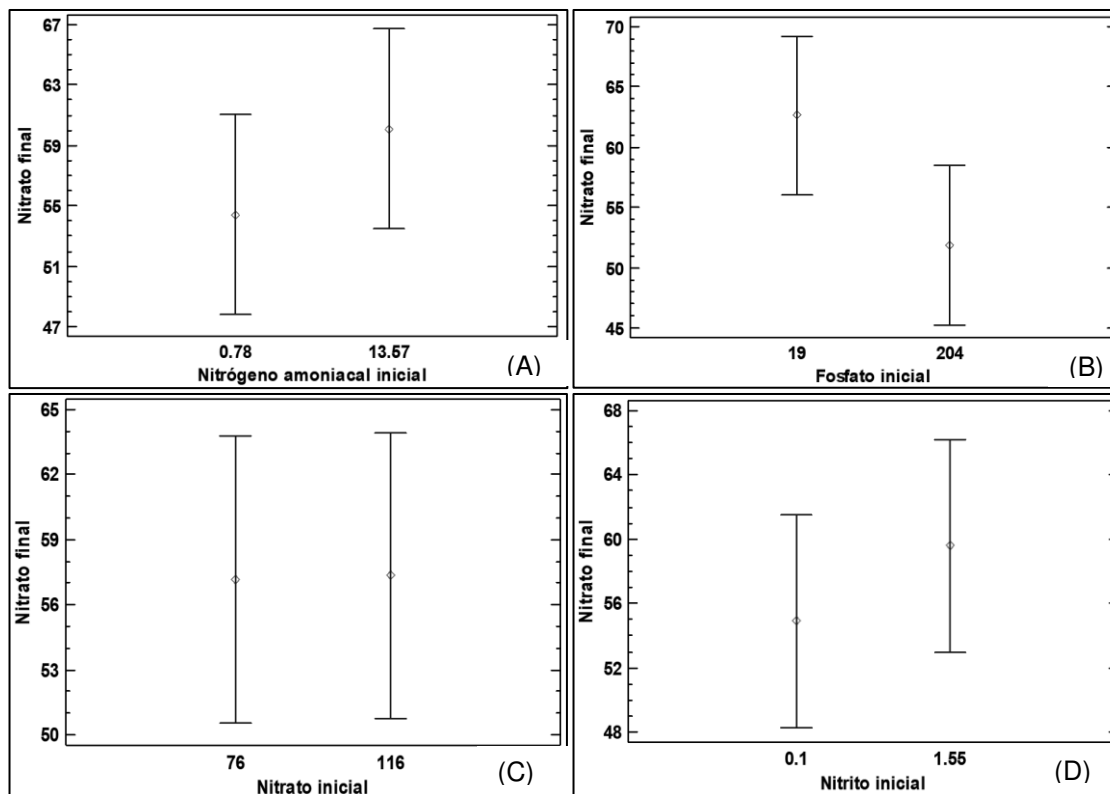 67
63
59
55
51
47
Nitrato final
0.78 13.57
Nitrógeno amoniacal inicial
(A)
70
65
60
55
50
45
Nitrato final
19 204
Fosfato inicial
(B)
65
62
59
56
53
50
Nitrato final
76 116
Nitrato inicial
(C)
68
64
60
56
52
48
Nitrato final
0.1 1.55
Nitrito inicial
(D)